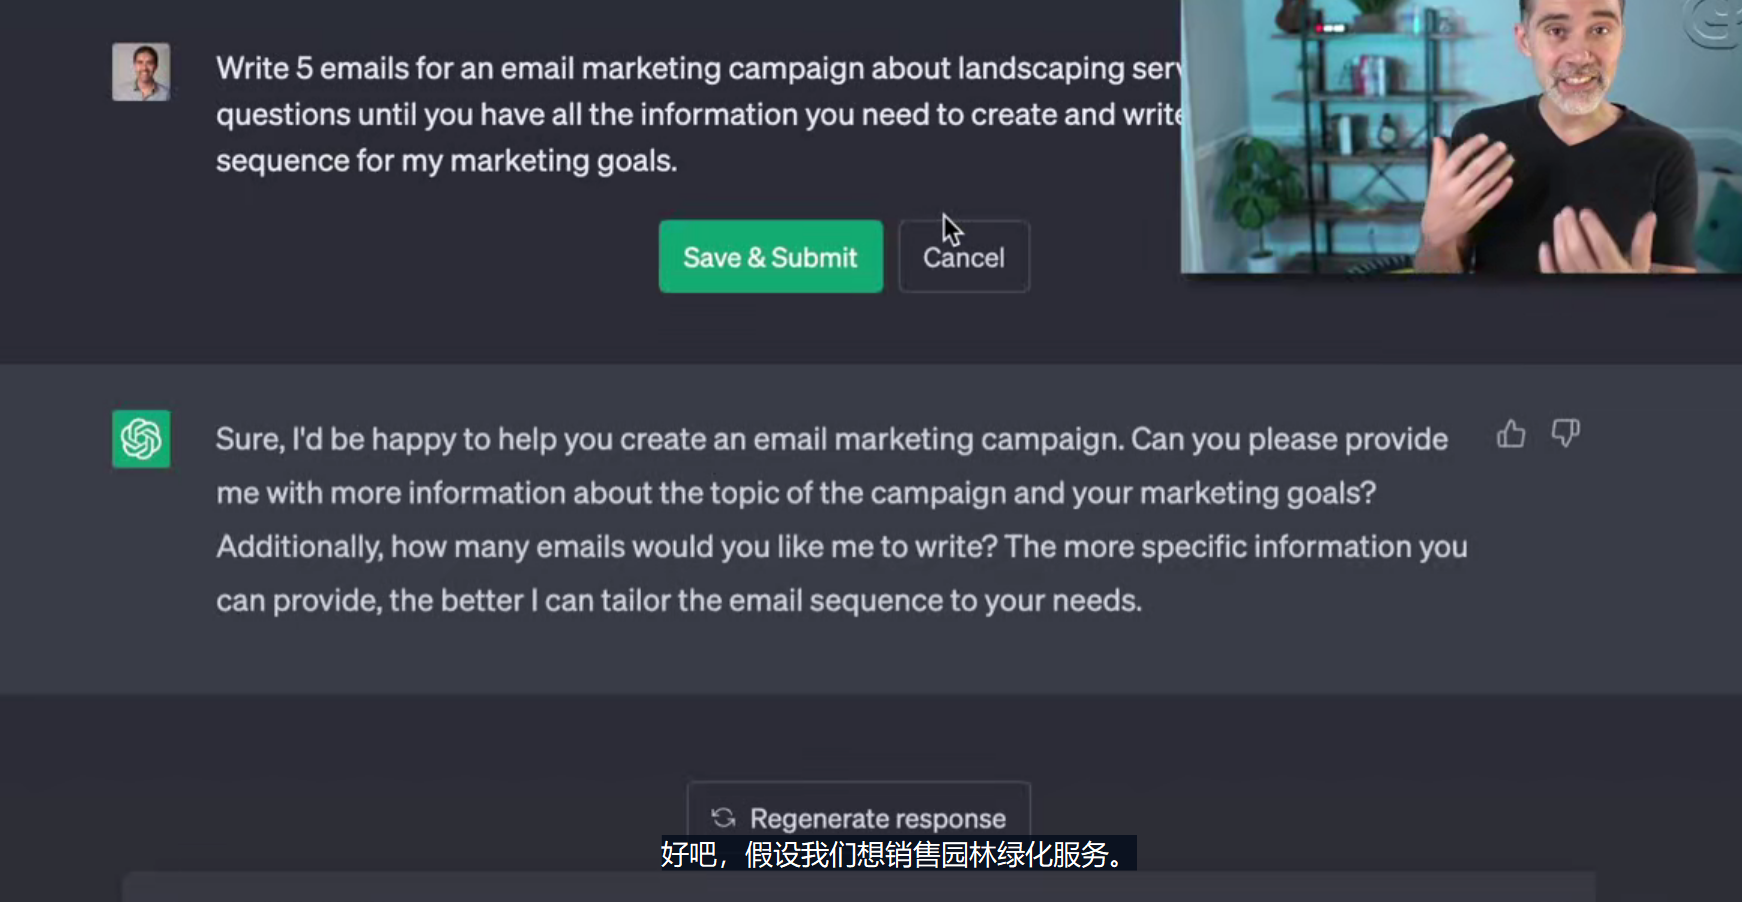 Write 5 emails for an email marketing campaign about landscaping
questions until you have all the information you need to create and write
sequence for my marketing goals.
Save & Submit
Cancel
Sure, I'd be happy to help you create an email marketing campaign. Can you please provide
me with more information about the topic of the campaign and your marketing goals?
Additionally, how many emails would you like me to write? The more specific information you
can provide, the better I can tailor the email sequence to your needs.
Regenerate response
好吧，假设我们想销售园林绿化服务。